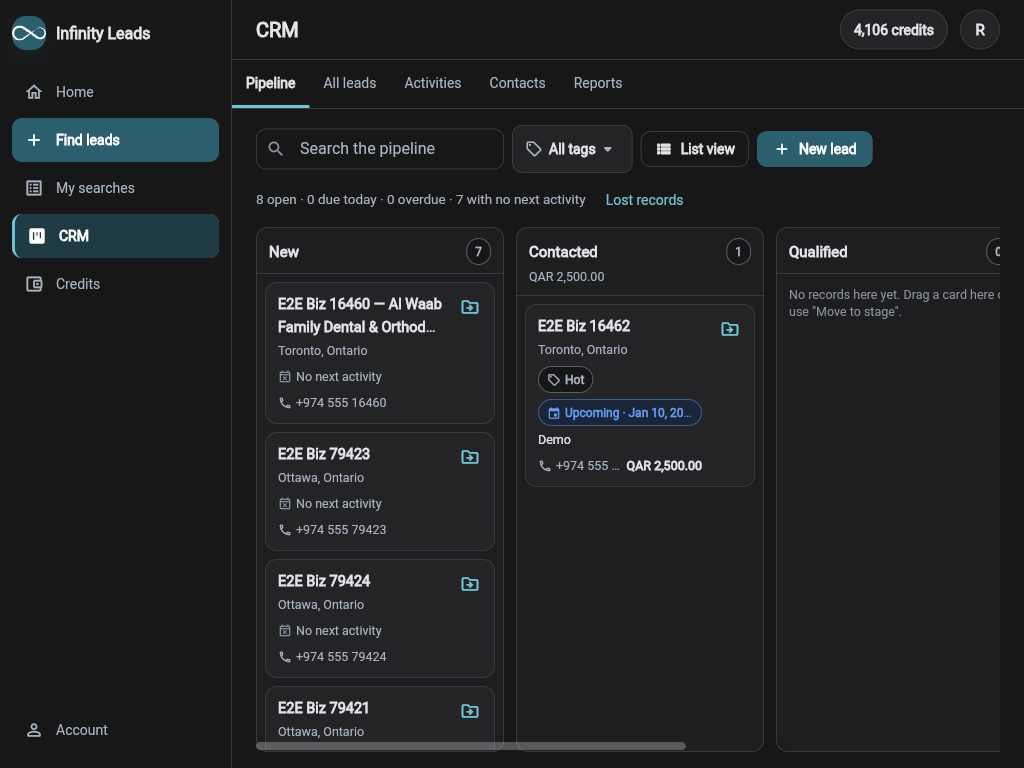 Infinity Leads
Home
Find leads
My searches
CRM
Credits
Account
CRM
4,106 credits
R
Pipeline
All leads
Activities
Contacts
Reports
Search the pipeline
All tags
List view
New lead
8 open · 0 due today · 0 overdue · 7 with no next activity
Lost records
New
7
E2E Biz 16460 — Al Waab
Family Dental & Orthod…
Toronto, Ontario
No next activity
+974 555 16460
E2E Biz 79423
Ottawa, Ontario
No next activity
+974 555 79423
E2E Biz 79424
Ottawa, Ontario
No next activity
+974 555 79424
E2E Biz 79421
Ottawa, Ontario
Contacted
1
QAR 2,500.00
E2E Biz 16462
Toronto, Ontario
Hot
Upcoming · Jan 10, 20…
Demo
+974 555 … QAR 2,500.00
Qualified
0
No records here yet. Drag a card here
use "Move to stage".